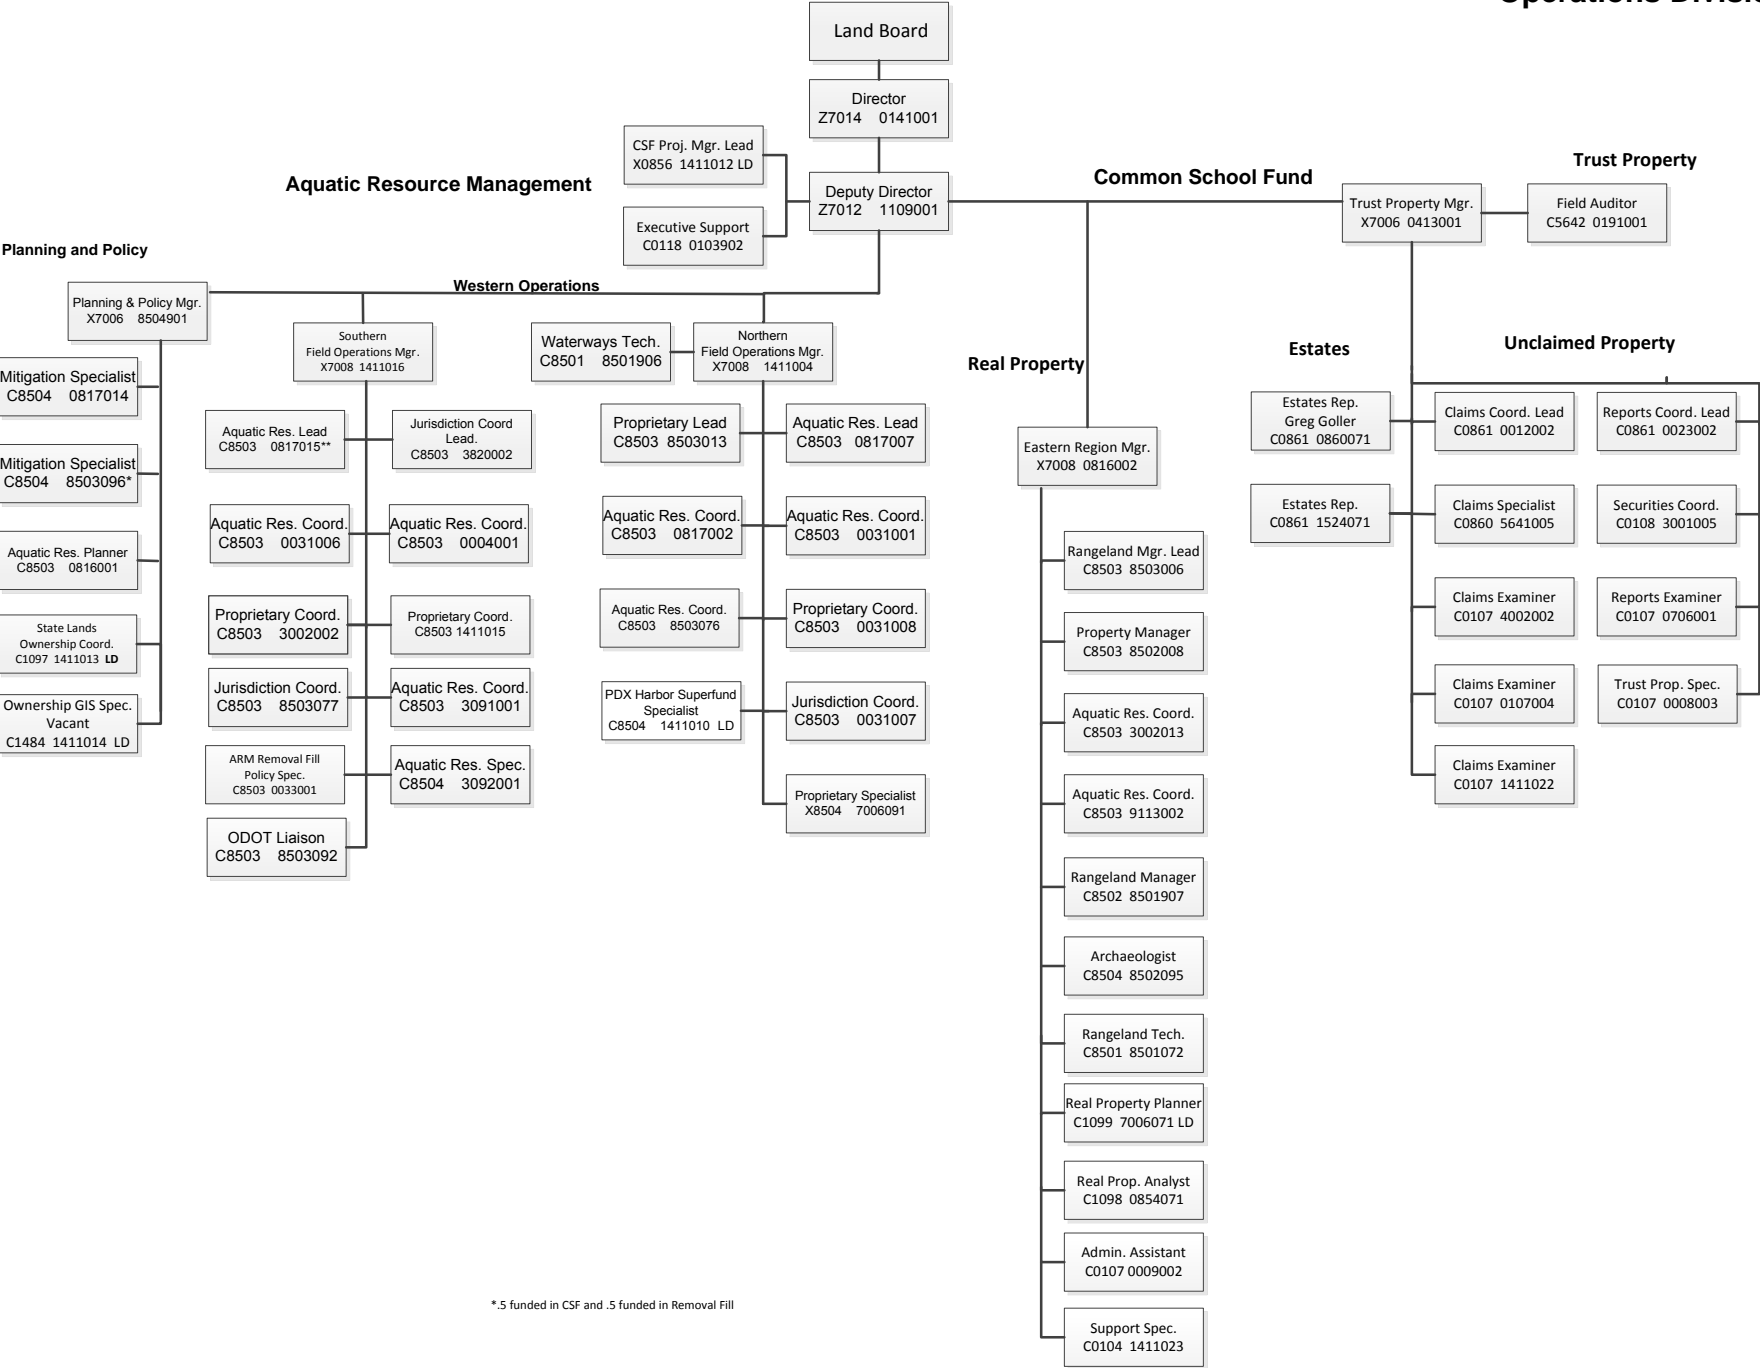 Land Board
Director
Z7014 0141001
CSF Proj. Mgr. Lead
X0856 1411012 LD
Deputy Director
Z7012 1109001
Executive Support
C0118 0103902
Aquatic Resource Management
Common School Fund
Trust Property
Trust Property Mgr.
X7006 0413001
Field Auditor
C5642 0191001
Planning and Policy
Western Operations
Planning & Policy Mgr.
X7006 8504901
Mitigation Specialist
C8504 0817014
Mitigation Specialist
C8504 8503096*
Aquatic Res. Planner
C8503 0816001
State Lands
Ownership Coord.
C1097 1411013 LD
Ownership GIS Spec.
Vacant
C1484 1411014 LD
Southern
Field Operations Mgr.
X7008 1411016
Aquatic Res. Lead
C8503 0817015**
Jurisdiction Coord
Lead.
C8503 3820002
Aquatic Res. Coord.
C8503 0031006
Aquatic Res. Coord.
C8503 0004001
Proprietary Coord.
C8503 3002002
Proprietary Coord.
C8503 1411015
Jurisdiction Coord.
C8503 8503077
Aquatic Res. Coord.
C8503 3091001
ARM Removal Fill
Policy Spec.
C8503 0033001
Aquatic Res. Spec.
C8504 3092001
ODOT Liaison
C8503 8503092
Waterways Tech.
C8501 8501906
Northern
Field Operations Mgr.
X7008 1411004
Proprietary Lead
C8503 8503013
Aquatic Res. Lead
C8503 0817007
Aquatic Res. Coord.
C8503 0817002
Aquatic Res. Coord.
C8503 0031001
Aquatic Res. Coord.
C8503 8503076
Proprietary Coord.
C8503 0031008
PDX Harbor Superfund
Specialist
C8504 1411010 LD
Jurisdiction Coord.
C8503 0031007
Proprietary Specialist
X8504 7006091
Real Property
Eastern Region Mgr.
X7008 0816002
Rangeland Mgr. Lead
C8503 8503006
Property Manager
C8503 8502008
Aquatic Res. Coord.
C8503 3002013
Aquatic Res. Coord.
C8503 9113002
Rangeland Manager
C8502 8501907
Archaeologist
C8504 8502095
Rangeland Tech.
C8501 8501072
Real Property Planner
C1099 7006071 LD
Real Prop. Analyst
C1098 0854071
Admin. Assistant
C0107 0009002
Support Spec.
C0104 1411023
Estates
Estates Rep.
Greg Goller
C0861 0860071
Estates Rep.
C0861 1524071
Unclaimed Property
Claims Coord. Lead
C0861 0012002
Reports Coord. Lead
C0861 0023002
Claims Specialist
C0860 5641005
Securities Coord.
C0108 3001005
Claims Examiner
C0107 4002002
Reports Examiner
C0107 0706001
Claims Examiner
C0107 0107004
Trust Prop. Spec.
C0107 0008003
Claims Examiner
C0107 1411022
*.5 funded in CSF and .5 funded in Removal Fill